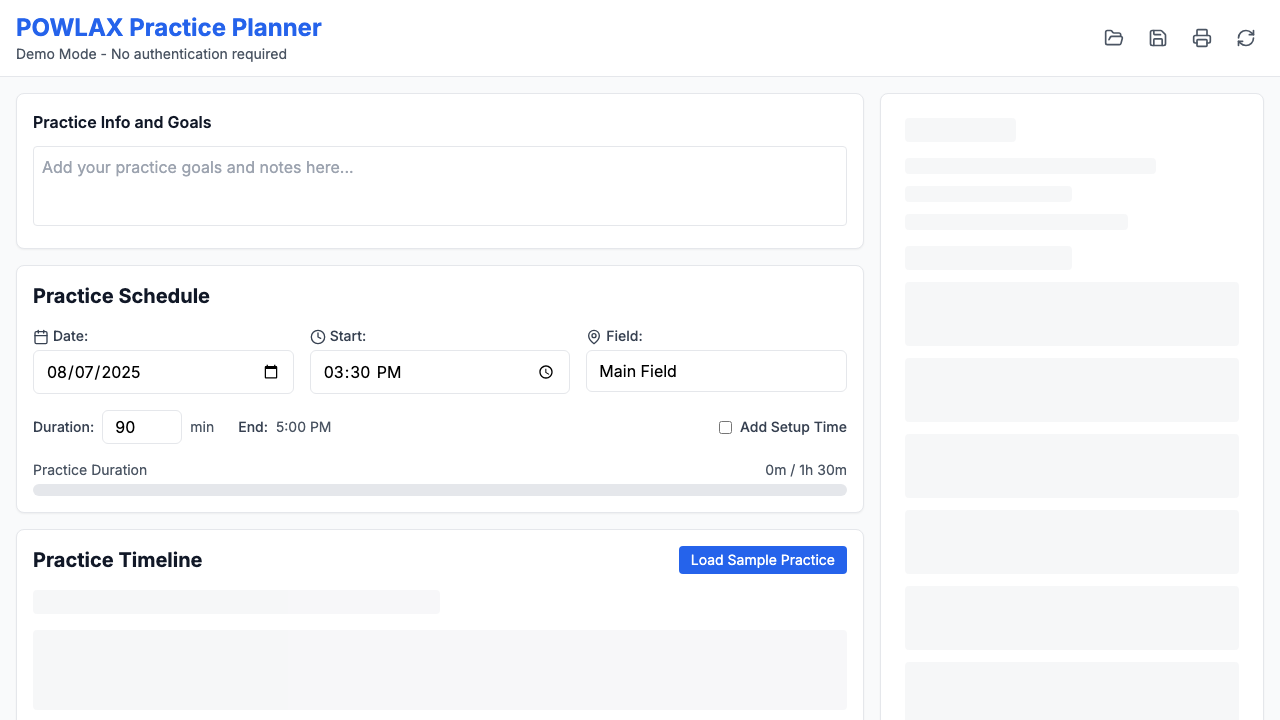 POWLAX Practice Planner
Demo Mode - No authentication required
Practice Info and Goals
Add your practice goals and notes here...
Practice Schedule
Date:
08/07/2025
Start:
03:30 PM
Field:
Main Field
Duration: 90 min End: 5:00 PM
Add Setup Time
Practice Duration 0m / 1h 30m
Practice Timeline
Load Sample Practice